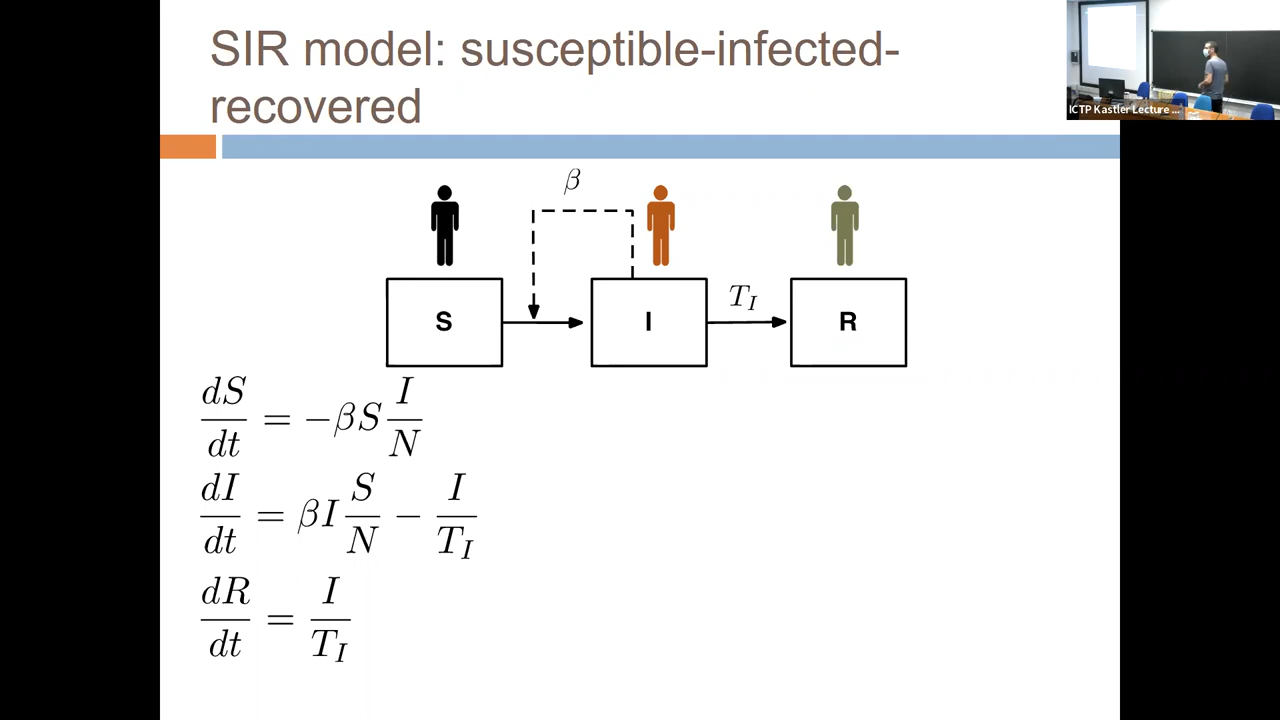 SIR model: susceptible-infected-
recovered
ICTP Kastler Lecture ...
β
S
I
T_I
R
dS/dt = −βS I/N
dI/dt = βI S/N − I/T_I
dR/dt = I/T_I